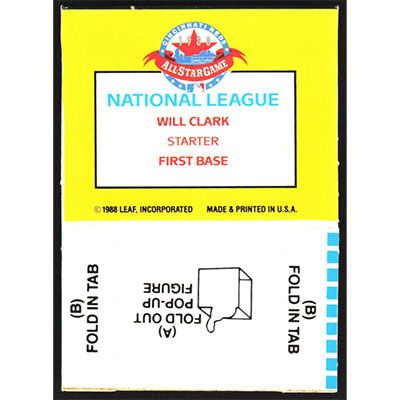 CINCINNATI REDS
1988
ALL★STAR GAME
NATIONAL LEAGUE
WILL CLARK
STARTER
FIRST BASE
© 1988 LEAF, INCORPORATED MADE & PRINTED IN U.S.A.
(B)
FOLD IN TAB
(A)
FOLD OUT
POP-UP
FIGURE
(B)
FOLD IN TAB